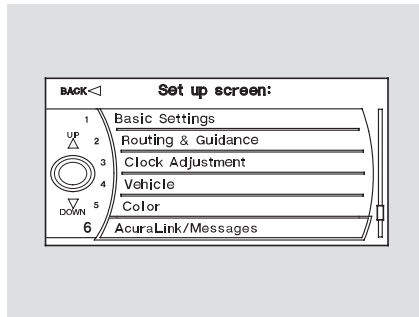 BACK Set up screen:
1 Basic Settings
UP 2 Routing & Guidance
3 Clock Adjustment
4 Vehicle
DOWN 5 Color
6 AcuraLink/Messages